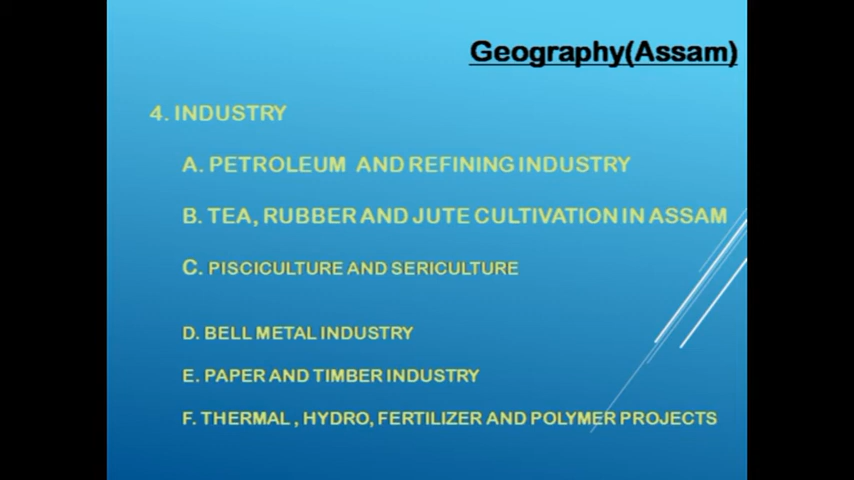 Geography(Assam)
4. INDUSTRY
A. PETROLEUM AND REFINING INDUSTRY
B. TEA, RUBBER AND JUTE CULTIVATION IN ASSAM
C. PISCICULTURE AND SERICULTURE
D. BELL METAL INDUSTRY
E. PAPER AND TIMBER INDUSTRY
F. THERMAL , HYDRO, FERTILIZER AND POLYMER PROJECTS